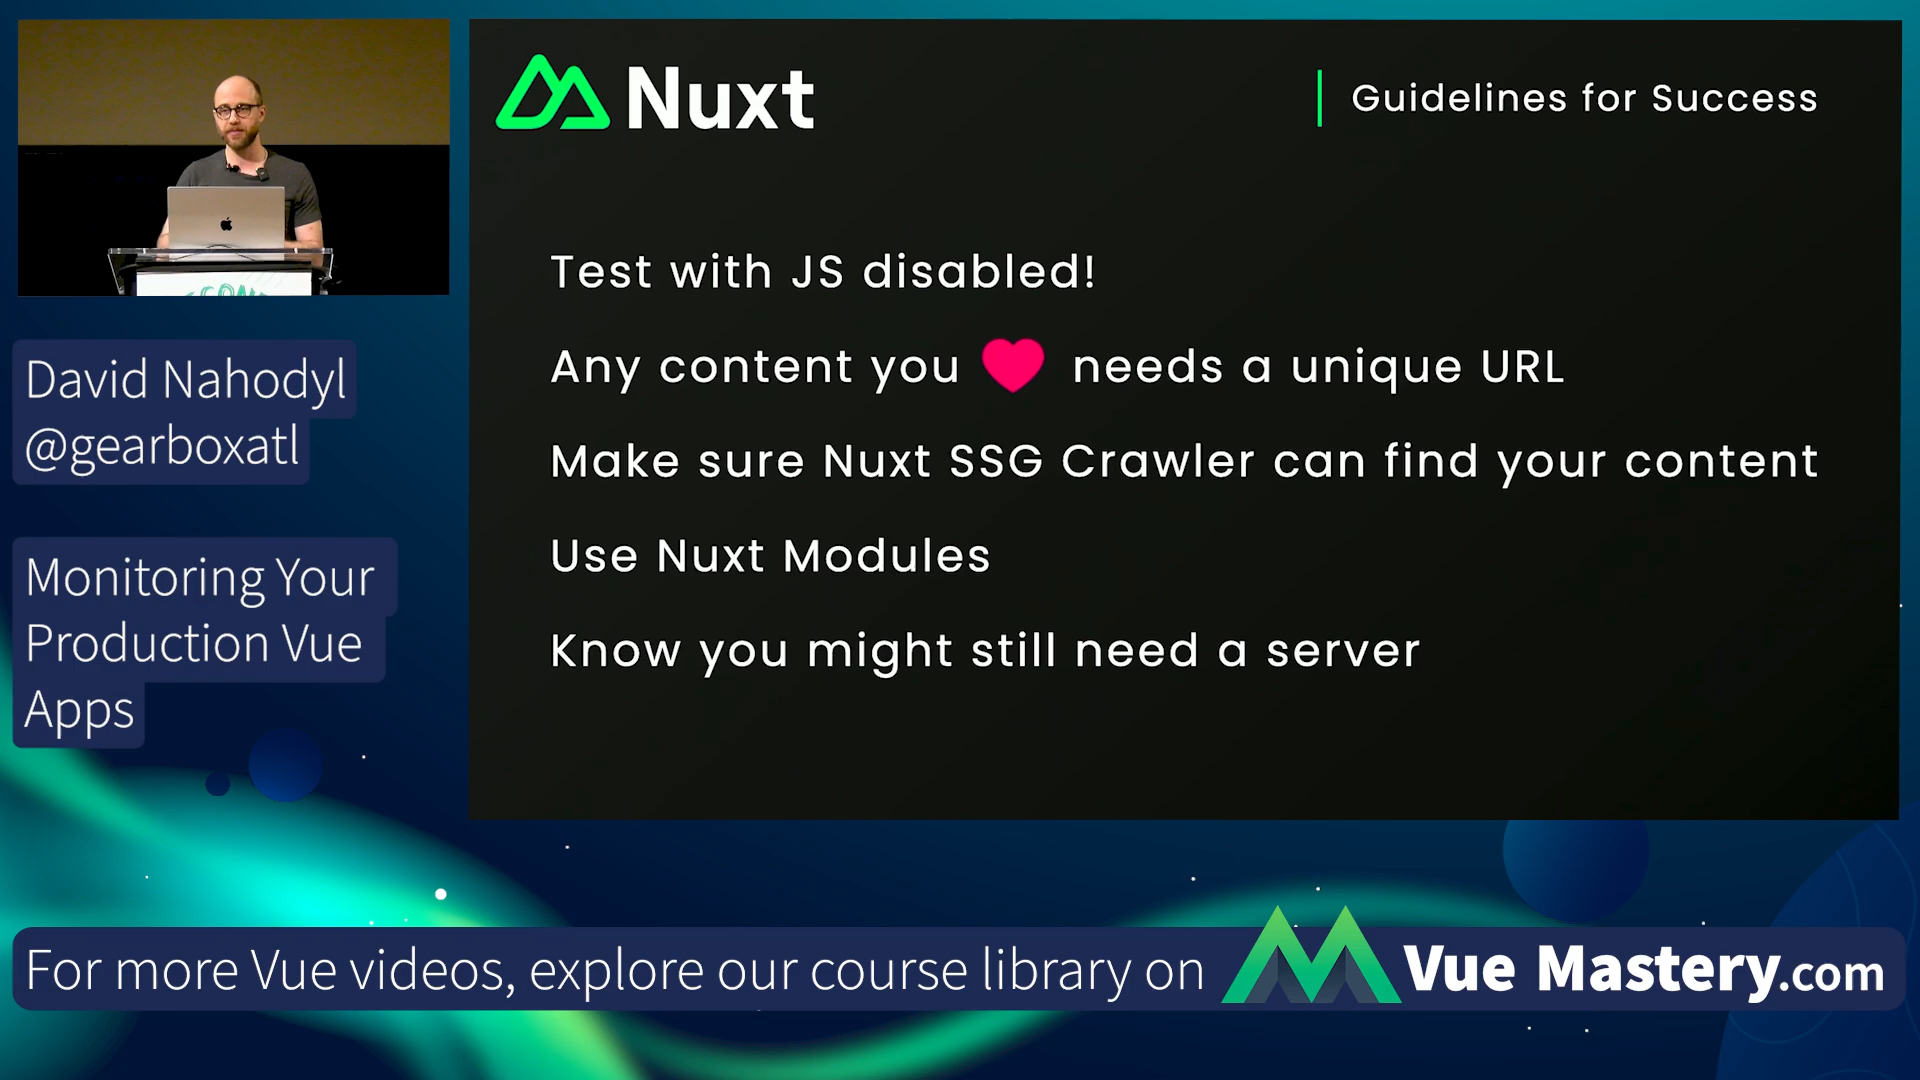 Nuxt
Guidelines for Success
Test with JS disabled!
Any content you ❤ needs a unique URL
Make sure Nuxt SSG Crawler can find your content
Use Nuxt Modules
Know you might still need a server
David Nahodyl
@gearboxatl
Monitoring Your
Production Vue
Apps
For more Vue videos, explore our course library on Vue Mastery.com